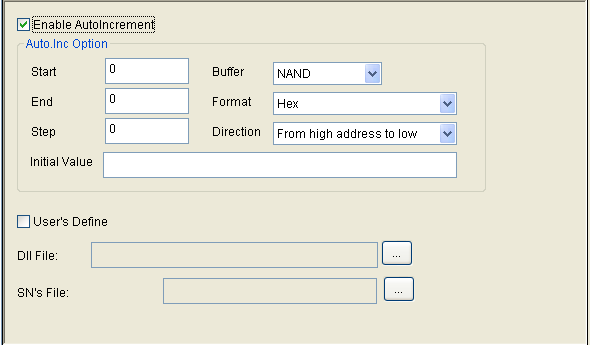 Enable AutoIncrement
Auto.Inc Option
Start 0 Buffer NAND
End 0 Format Hex
Step 0 Direction From high address to low
Initial Value
User's Define
Dll File: ...
SN's File: ...